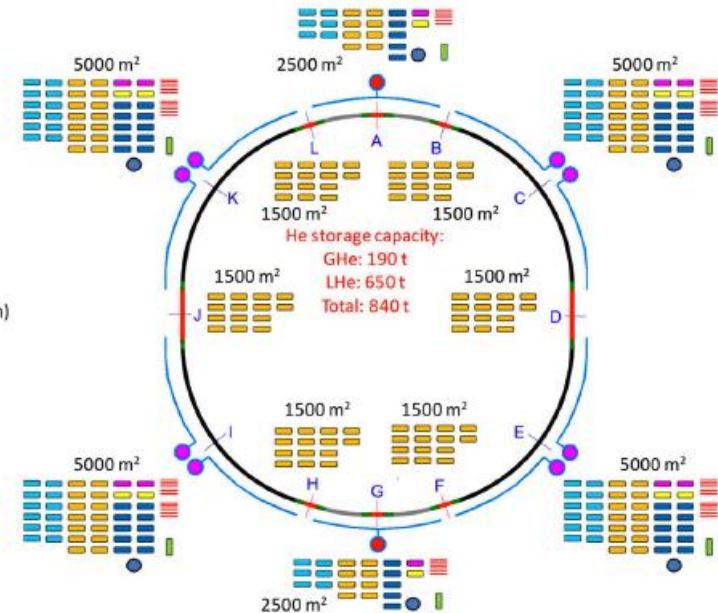 5000 m²
2500 m²
5000 m²
L
A
B
K
C
1500 m²
1500 m²
He storage capacity:
GHe: 190 t
LHe: 650 t
Total: 840 t
1500 m²
1500 m²
J
D
n)
1500 m²
1500 m²
I
E
5000 m²
5000 m²
H
G
F
2500 m²